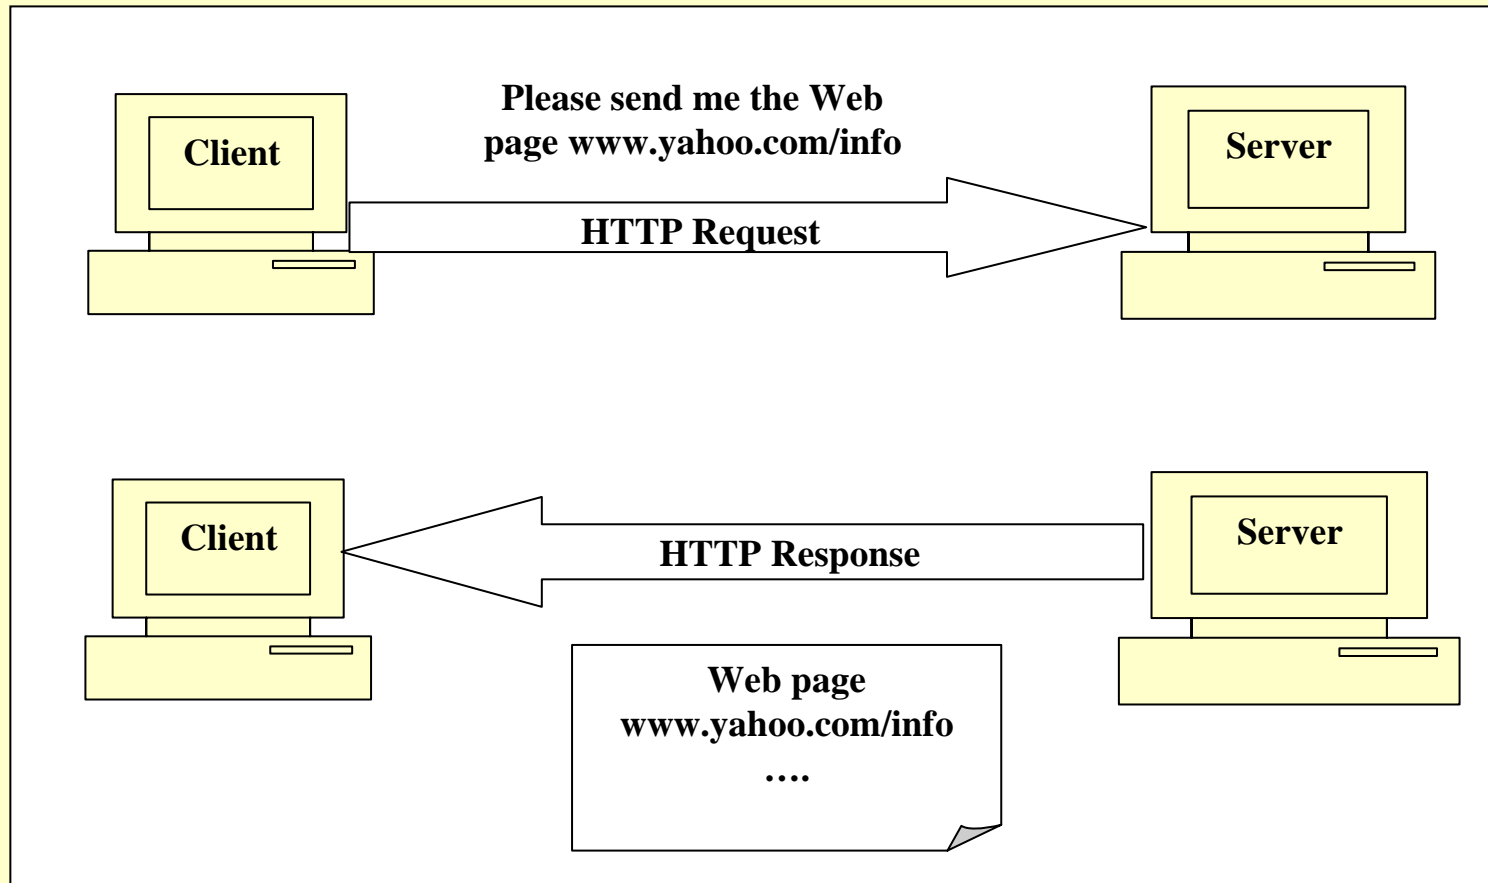 Please send me the Web
page www.yahoo.com/info
Client
Server
HTTP Request
Client
Server
HTTP Response
Web page
www.yahoo.com/info
….